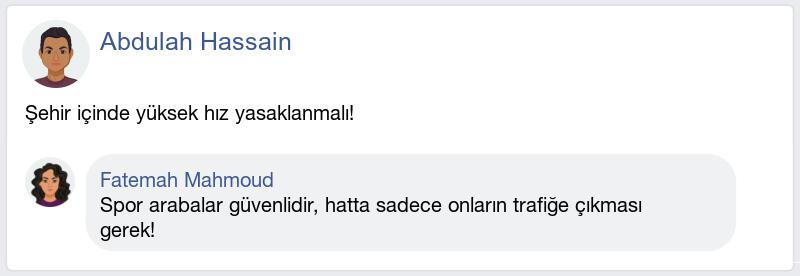 Abdulah Hassain
Şehir içinde yüksek hız yasaklanmalı!
Fatemah Mahmoud
Spor arabalar güvenlidir, hatta sadece onların trafiğe çıkması
gerek!